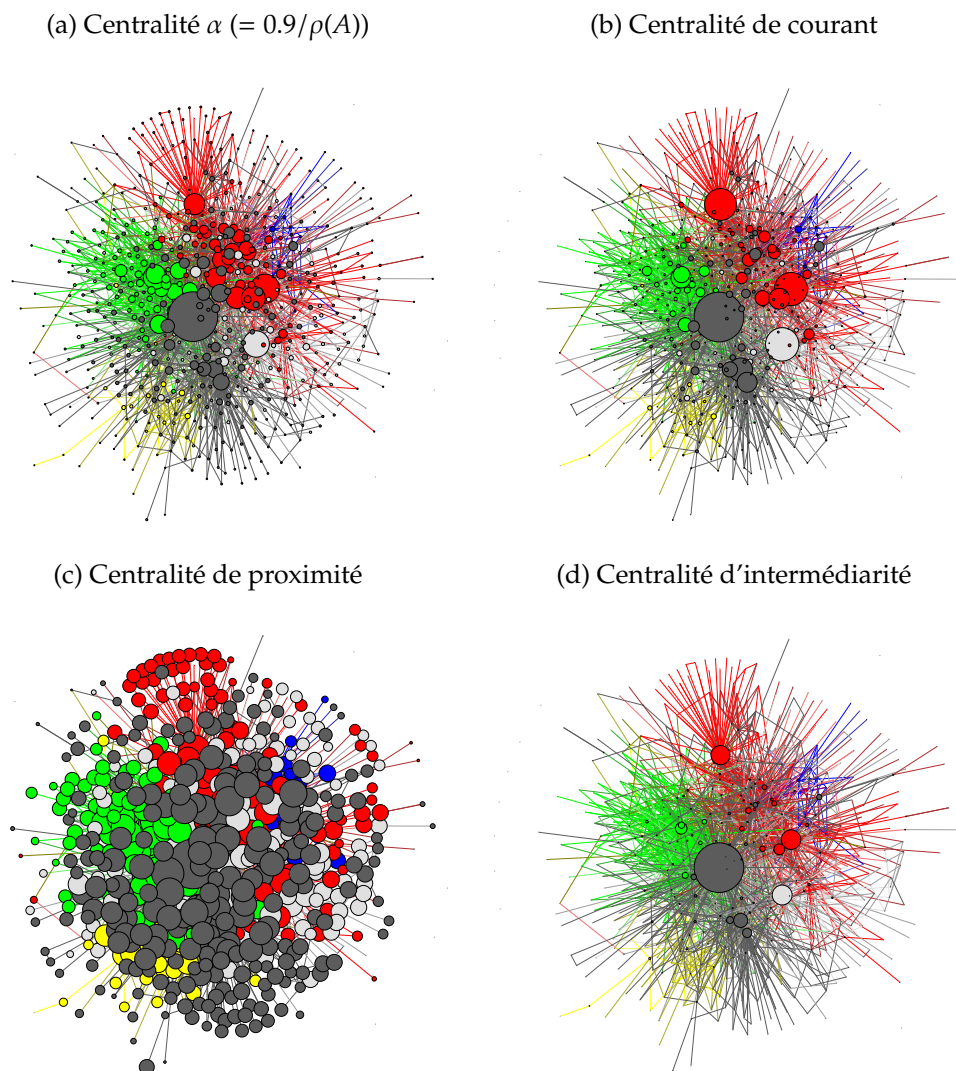 (a) Centralité α (= 0.9/ρ(A))
(b) Centralité de courant
(c) Centralité de proximité
(d) Centralité d'intermédiarité